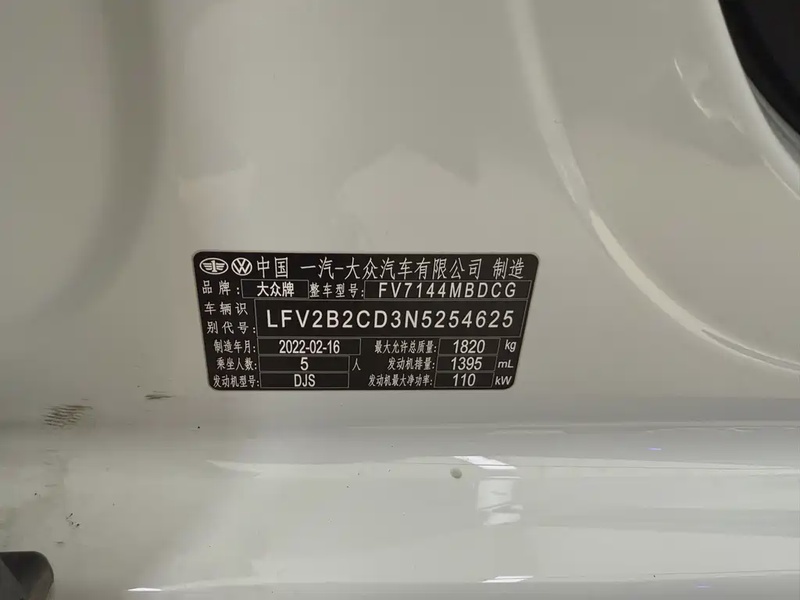 中国 一汽-大众汽车有限公司 制造
品牌: 大众牌 整车型号: FV7144MBDCG
车辆识别代号: LFV2B2CD3N5254625
制造年月: 2022-02-16 最大允许总质量: 1820 kg
乘坐人数: 5 人 发动机排量: 1395 mL
发动机型号: DJS 发动机最大净功率: 110 kW